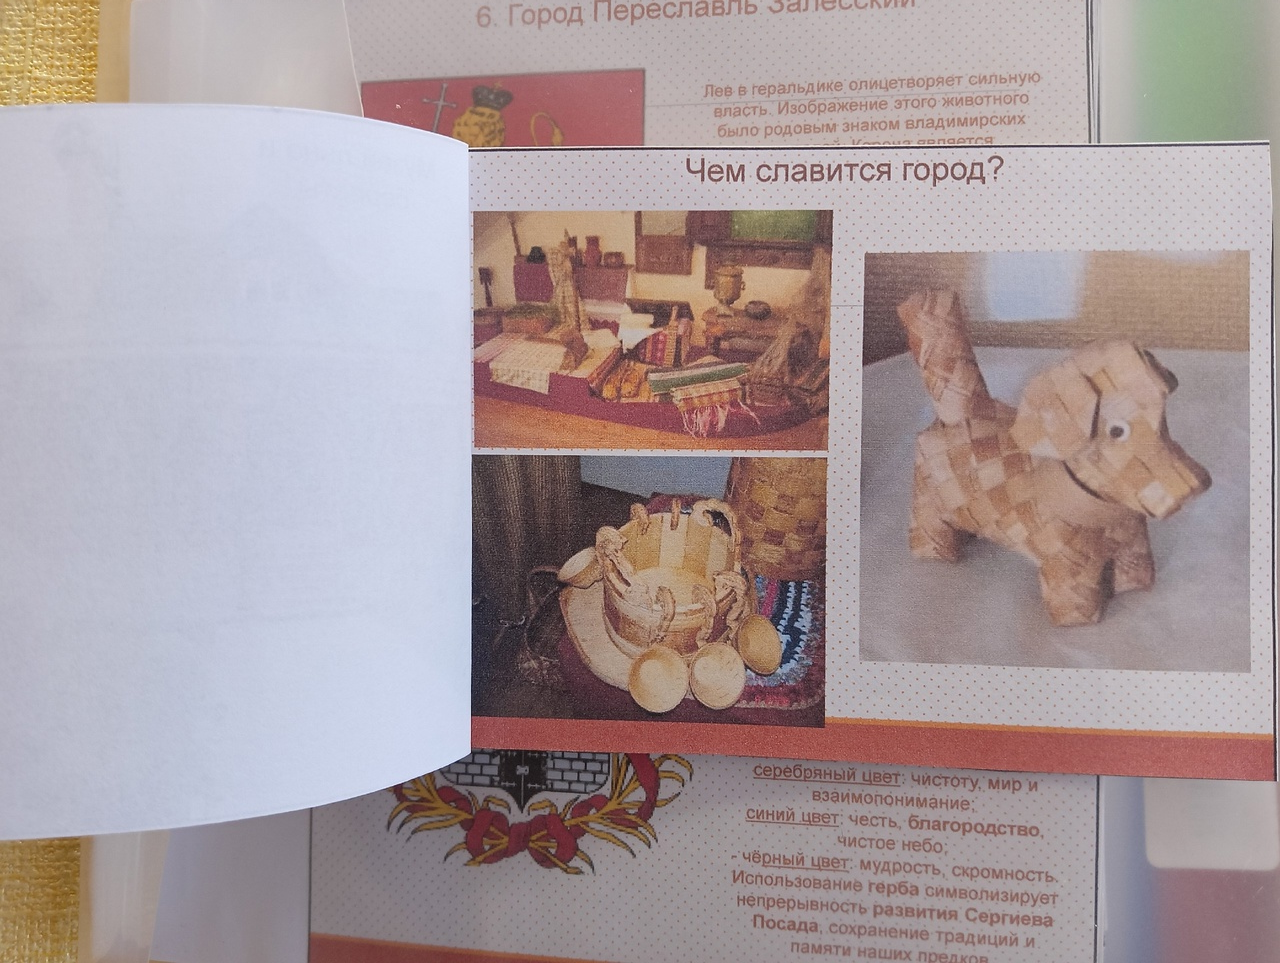 6. Город Переславль Залесский
Лев в геральдике олицетворяет сильную
власть. Изображение этого животного
было родовым знаком владимирских
Корона является
Чем славится город?
серебряный цвет: чистоту, мир и
взаимопонимание;
синий цвет: честь, благородство,
чистое небо;
- чёрный цвет: мудрость, скромность.
Использование герба символизирует
непрерывность развития Сергиева
Посада, сохранение традиций и
памяти наших предков